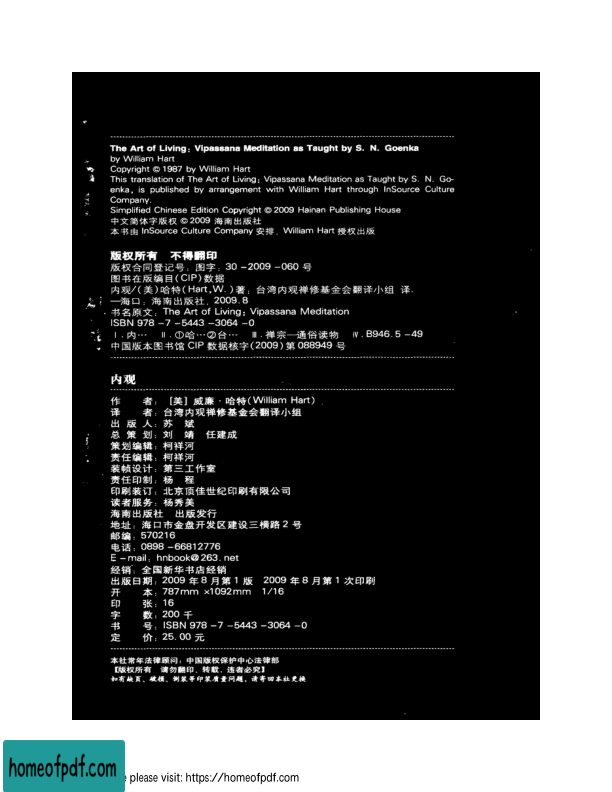 The Art of Living: Vipassana Meditation as Taught by S. N. Goenka
by William Hart
Copyright © 1987 by William Hart
This translation of The Art of Living: Vipassana Meditation as Taught by S. N. Go-
enka, is published by arrangement with William Hart through InSource Culture
Company.
Simplified Chinese Edition Copyright © 2009 Hainan Publishing House
中文简体字版权 © 2009 海南出版社
本书由 InSource Culture Company 安排, William Hart 授权出版
版权所有 不得翻印
版权合同登记号: 图字: 30 -2009 -060 号
图书在版编目(CIP)数据
内观/(美)哈特(Hart,W.)著; 台湾内观禅修基金会翻译小组 译.
—海口: 海南出版社, 2009.8
书名原文: The Art of Living: Vipassana Meditation
ISBN 978 -7 -5443 -3064 -0
Ⅰ.内… Ⅱ.①哈…②台… Ⅲ.禅宗—通俗读物 Ⅳ.B946.5 -49
中国版本图书馆 CIP 数据核字(2009)第 088949 号
内观
作 者: [美] 威廉·哈特(William Hart)
译 者: 台湾内观禅修基金会翻译小组
出 版 人: 苏 斌
总 策 划: 刘 靖 任建成
策划编辑: 柯祥河
责任编辑: 柯祥河
装帧设计: 第三工作室
责任印制: 杨 程
印刷装订: 北京顶佳世纪印刷有限公司
读者服务: 杨秀美
海南出版社 出版发行
地址: 海口市金盘开发区建设三横路 2 号
邮编: 570216
电话: 0898 -66812776
E -mail: hnbook@263.net
经销: 全国新华书店经销
出版日期: 2009 年 8 月第 1 版 2009 年 8 月第 1 次印刷
开 本: 787mm ×1092mm 1/16
印 张: 16
字 数: 200 千
书 号: ISBN 978 -7 -5443 -3064 -0
定 价: 25.00 元
本社常年法律顾问: 中国版权保护中心法律部
【版权所有 请勿翻印、转载, 违者必究】
如有缺页、破损、倒装等印装质量问题, 请寄回本社更换
homeofpdf.com
please visit: https://homeofpdf.com